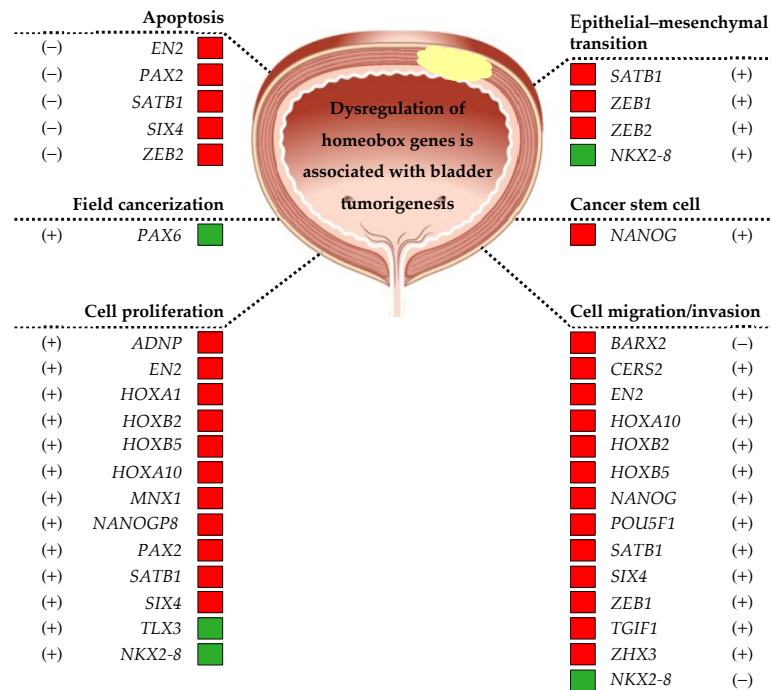 Apoptosis
(−) EN2
(−) PAX2
(−) SATB1
(−) SIX4
(−) ZEB2
Field cancerization
(+) PAX6
Cell proliferation
(+) ADNP
(+) EN2
(+) HOXA1
(+) HOXB2
(+) HOXB5
(+) HOXA10
(+) MNX1
(+) NANOGP8
(+) PAX2
(+) SATB1
(+) SIX4
(+) TLX3
(+) NKX2-8
Dysregulation of
homeobox genes is
associated with bladder
tumorigenesis
Epithelial–mesenchymal
transition
SATB1 (+)
ZEB1 (+)
ZEB2 (+)
NKX2-8 (+)
Cancer stem cell
NANOG (+)
Cell migration/invasion
BARX2 (−)
CERS2 (+)
EN2 (+)
HOXA10 (+)
HOXB2 (+)
HOXB5 (+)
NANOG (+)
POU5F1 (+)
SATB1 (+)
SIX4 (+)
ZEB1 (+)
TGIF1 (+)
ZHX3 (+)
NKX2-8 (−)